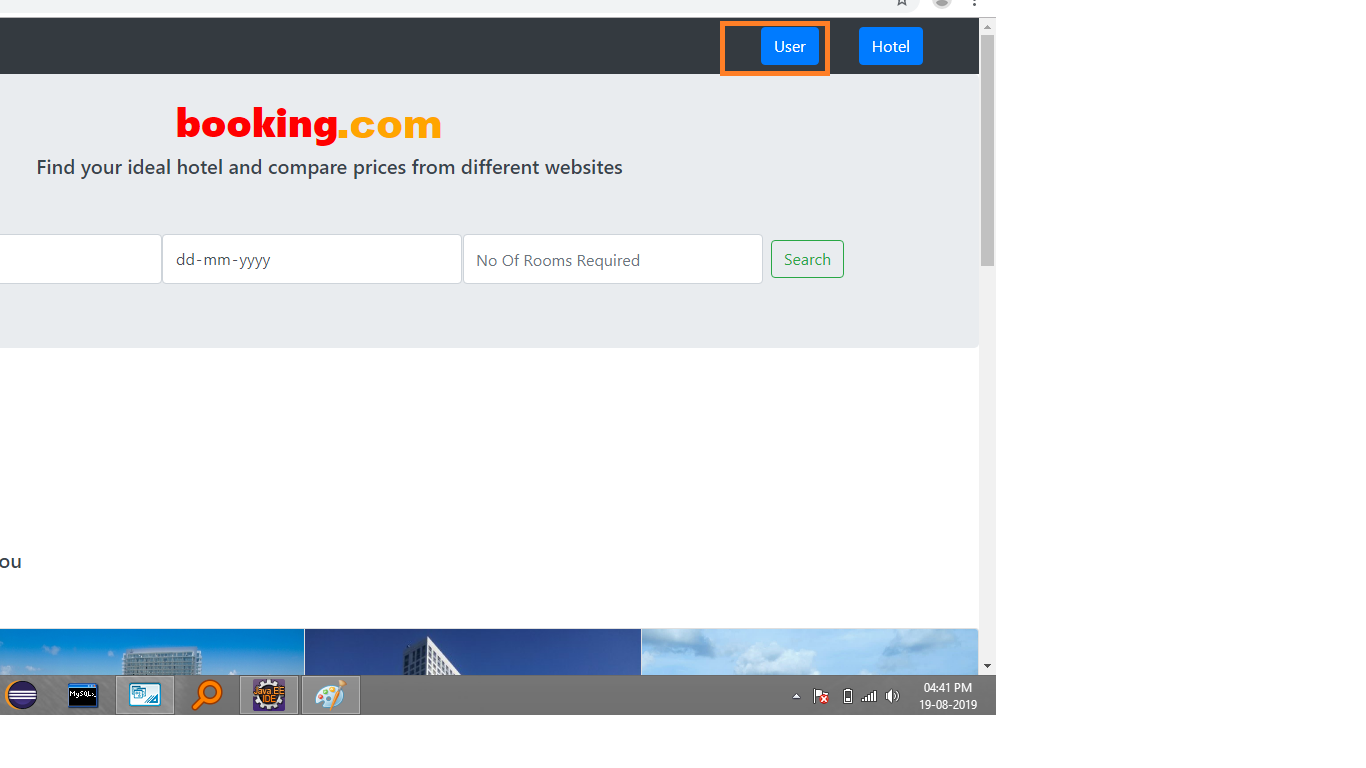 User
Hotel
booking.com
Find your ideal hotel and compare prices from different websites
dd-mm-yyyy
No Of Rooms Required
Search
ou
MySQL
Java EE
IDE
04:41 PM
19-08-2019